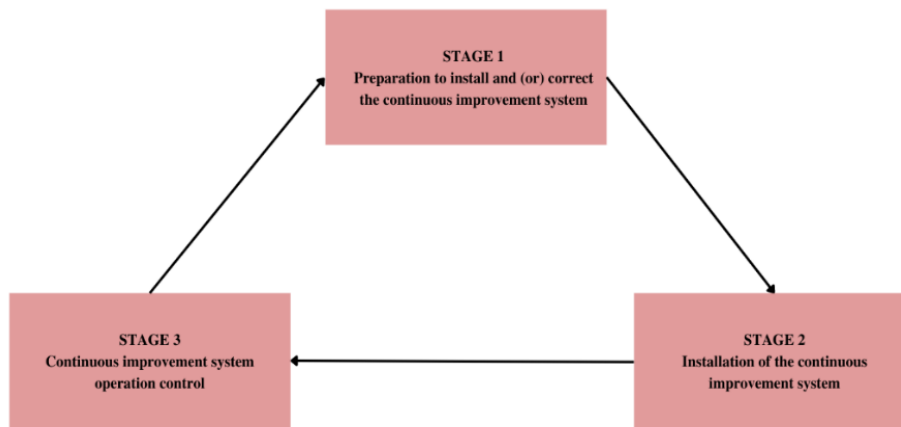 STAGE 1
Preparation to install and (or) correct
the continuous improvement system
STAGE 3
Continuous improvement system
operation control
STAGE 2
Installation of the continuous
improvement system